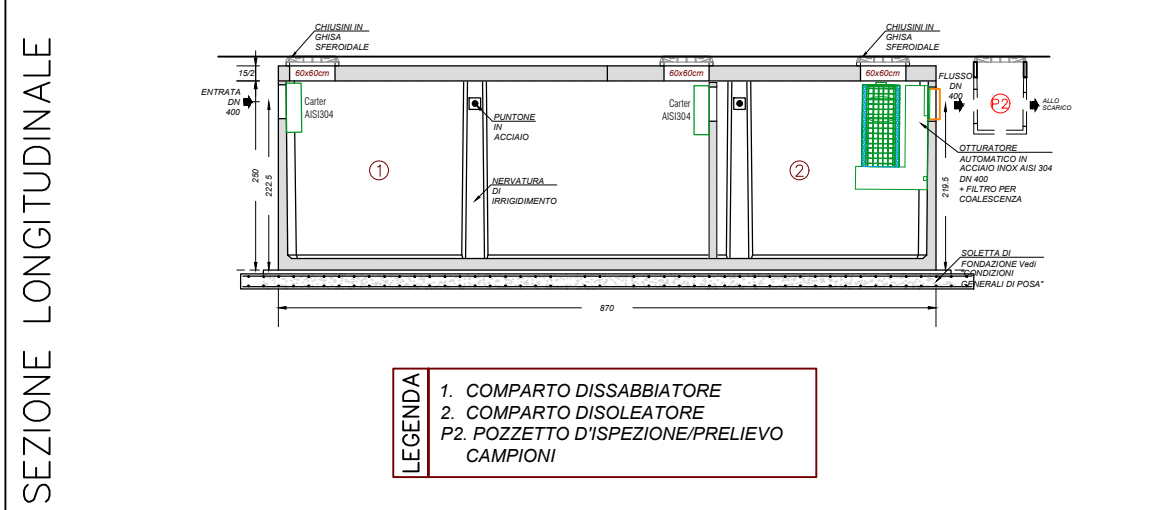 SEZIONE LONGITUDINALE
CHIUSINI IN
GHISA
SFEROIDALE
CHIUSINI IN
GHISA
SFEROIDALE
60x60cm
60x60cm
60x60cm
ENTRATA
DN
400
Carter
AISI304
PUNTONE
IN
ACCIAIO
NERVATURA
DI
IRRIGIDIMENTO
Carter
AISI304
1
2
FLUSSO
DN
400
P2
ALLO
SCARICO
OTTURATORE
AUTOMATICO IN
ACCIAIO INOX AISI 304
DN 400
+ FILTRO PER
COALESCENZA
SOLETTA DI
FONDAZIONE Vedi
"CONDIZIONI
GENERALI DI POSA"
250
222.5
219.5
870
LEGENDA
1. COMPARTO DISSABBIATORE
2. COMPARTO DISOLEATORE
P2. POZZETTO D'ISPEZIONE/PRELIEVO
CAMPIONI